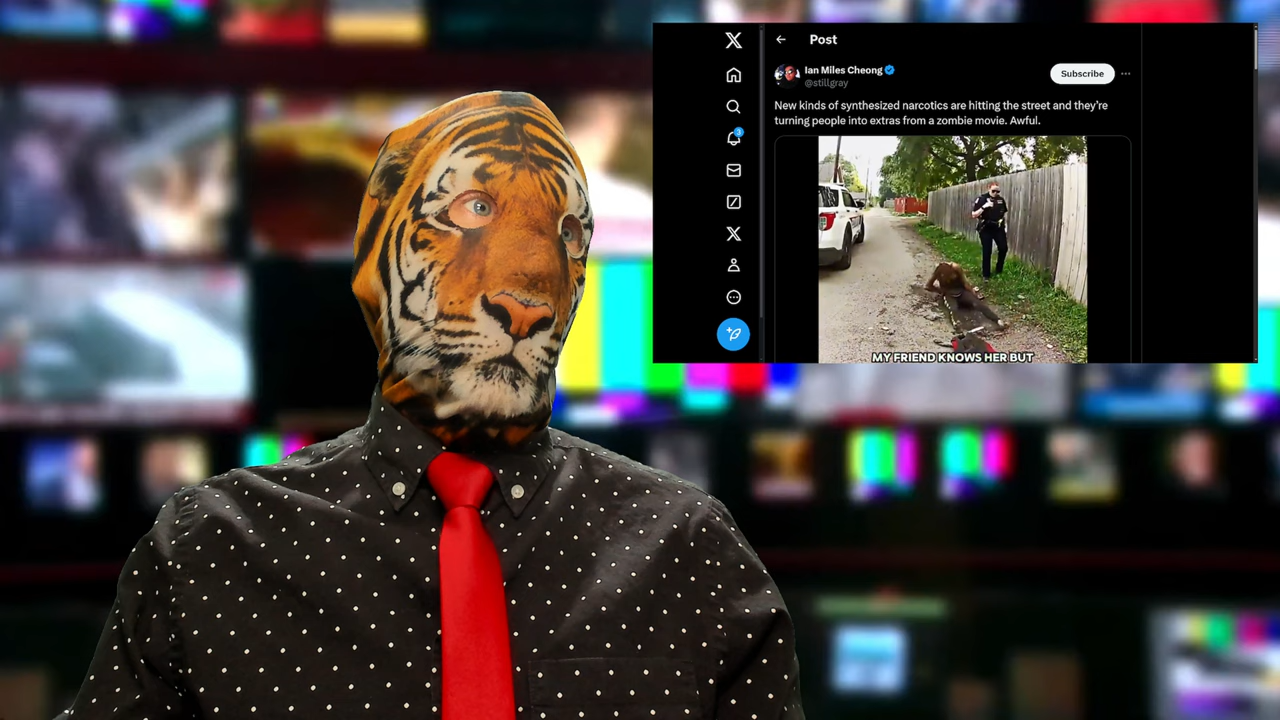 Post
Ian Miles Cheong
Subscribe
@stillgray
3
New kinds of synthesized narcotics are hitting the street and they're
turning people into extras from a zombie movie. Awful.
MY FRIEND KNOWS HER BUT